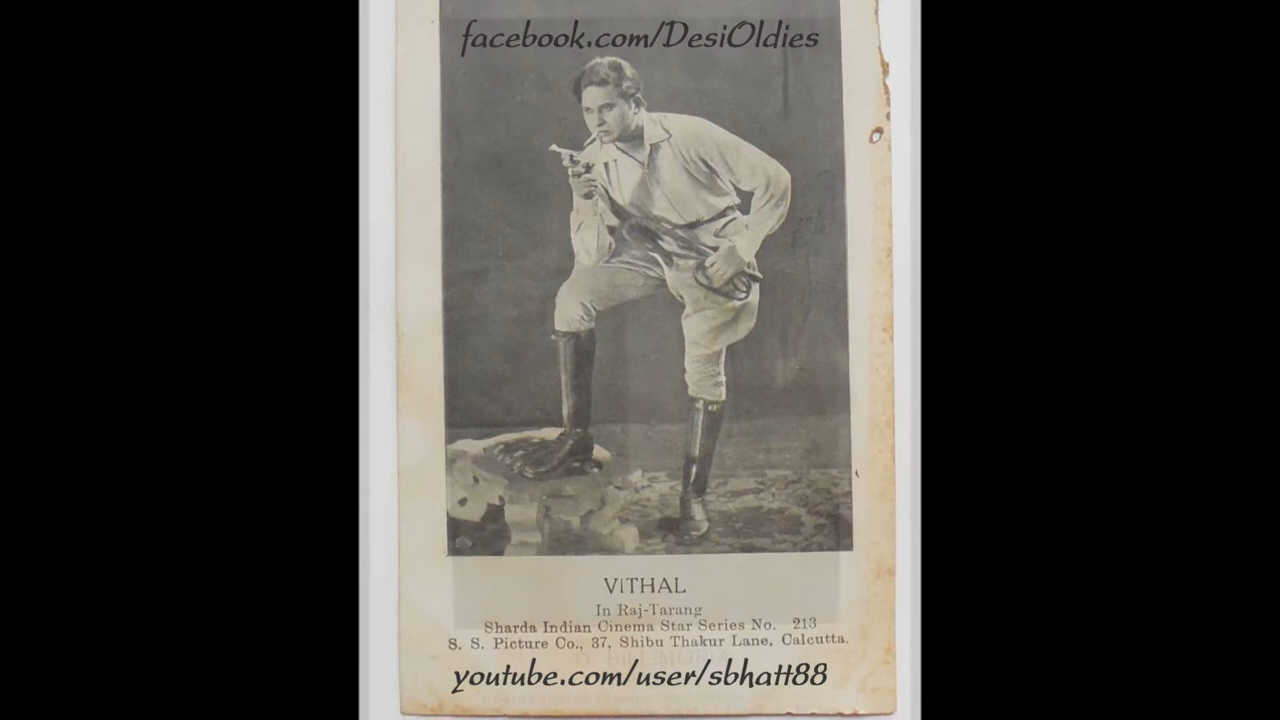 facebook.com/DesiOldies
VITHAL
In Raj-Tarang
Sharda Indian Cinema Star Series No. 213
S. S. Picture Co., 37, Shibu Thakur Lane, Calcutta.
youtube.com/user/sbhatt88